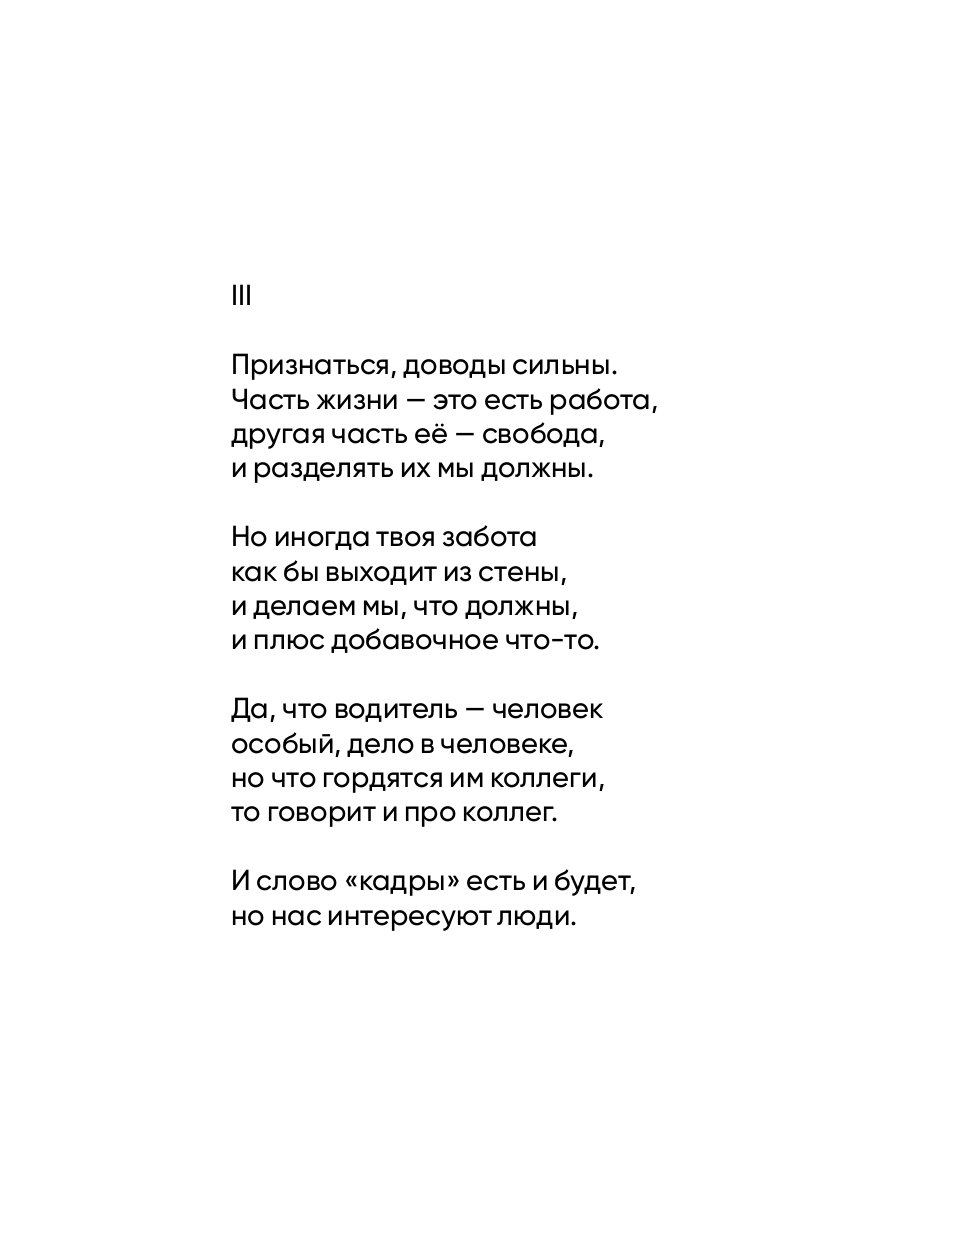 III
Признаться, доводы сильны.
Часть жизни — это есть работа,
другая часть её — свобода,
и разделять их мы должны.
Но иногда твоя забота
как бы выходит из стены,
и делаем мы, что должны,
и плюс добавочное что-то.
Да, что водитель — человек
особый, дело в человеке,
но что гордятся им коллеги,
то говорит и про коллег.
И слово «кадры» есть и будет,
но нас интересуют люди.